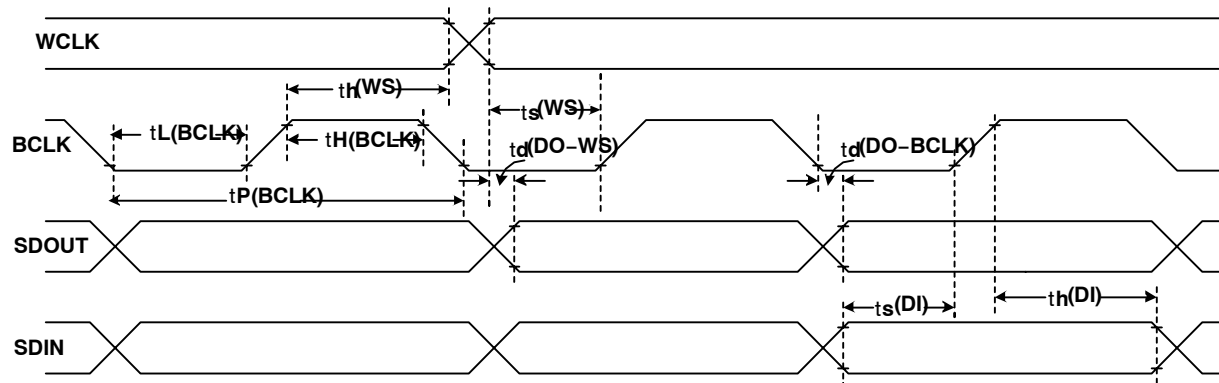 WCLK
th(WS)
ts(WS)
BCLK
tL(BCLK)
tH(BCLK)
td(DO−WS)
td(DO−BCLK)
tP(BCLK)
SDOUT
ts(DI)
th(DI)
SDIN